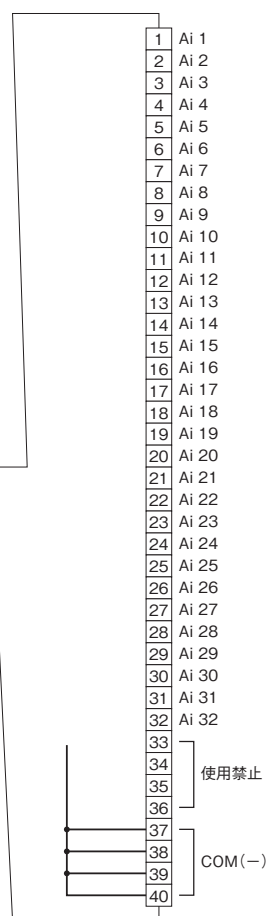 1 Ai 1
2 Ai 2
3 Ai 3
4 Ai 4
5 Ai 5
6 Ai 6
7 Ai 7
8 Ai 8
9 Ai 9
10 Ai 10
11 Ai 11
12 Ai 12
13 Ai 13
14 Ai 14
15 Ai 15
16 Ai 16
17 Ai 17
18 Ai 18
19 Ai 19
20 Ai 20
21 Ai 21
22 Ai 22
23 Ai 23
24 Ai 24
25 Ai 25
26 Ai 26
27 Ai 27
28 Ai 28
29 Ai 29
30 Ai 30
31 Ai 31
32 Ai 32
33
34
使用禁止
35
36
37
38
COM(−)
39
40